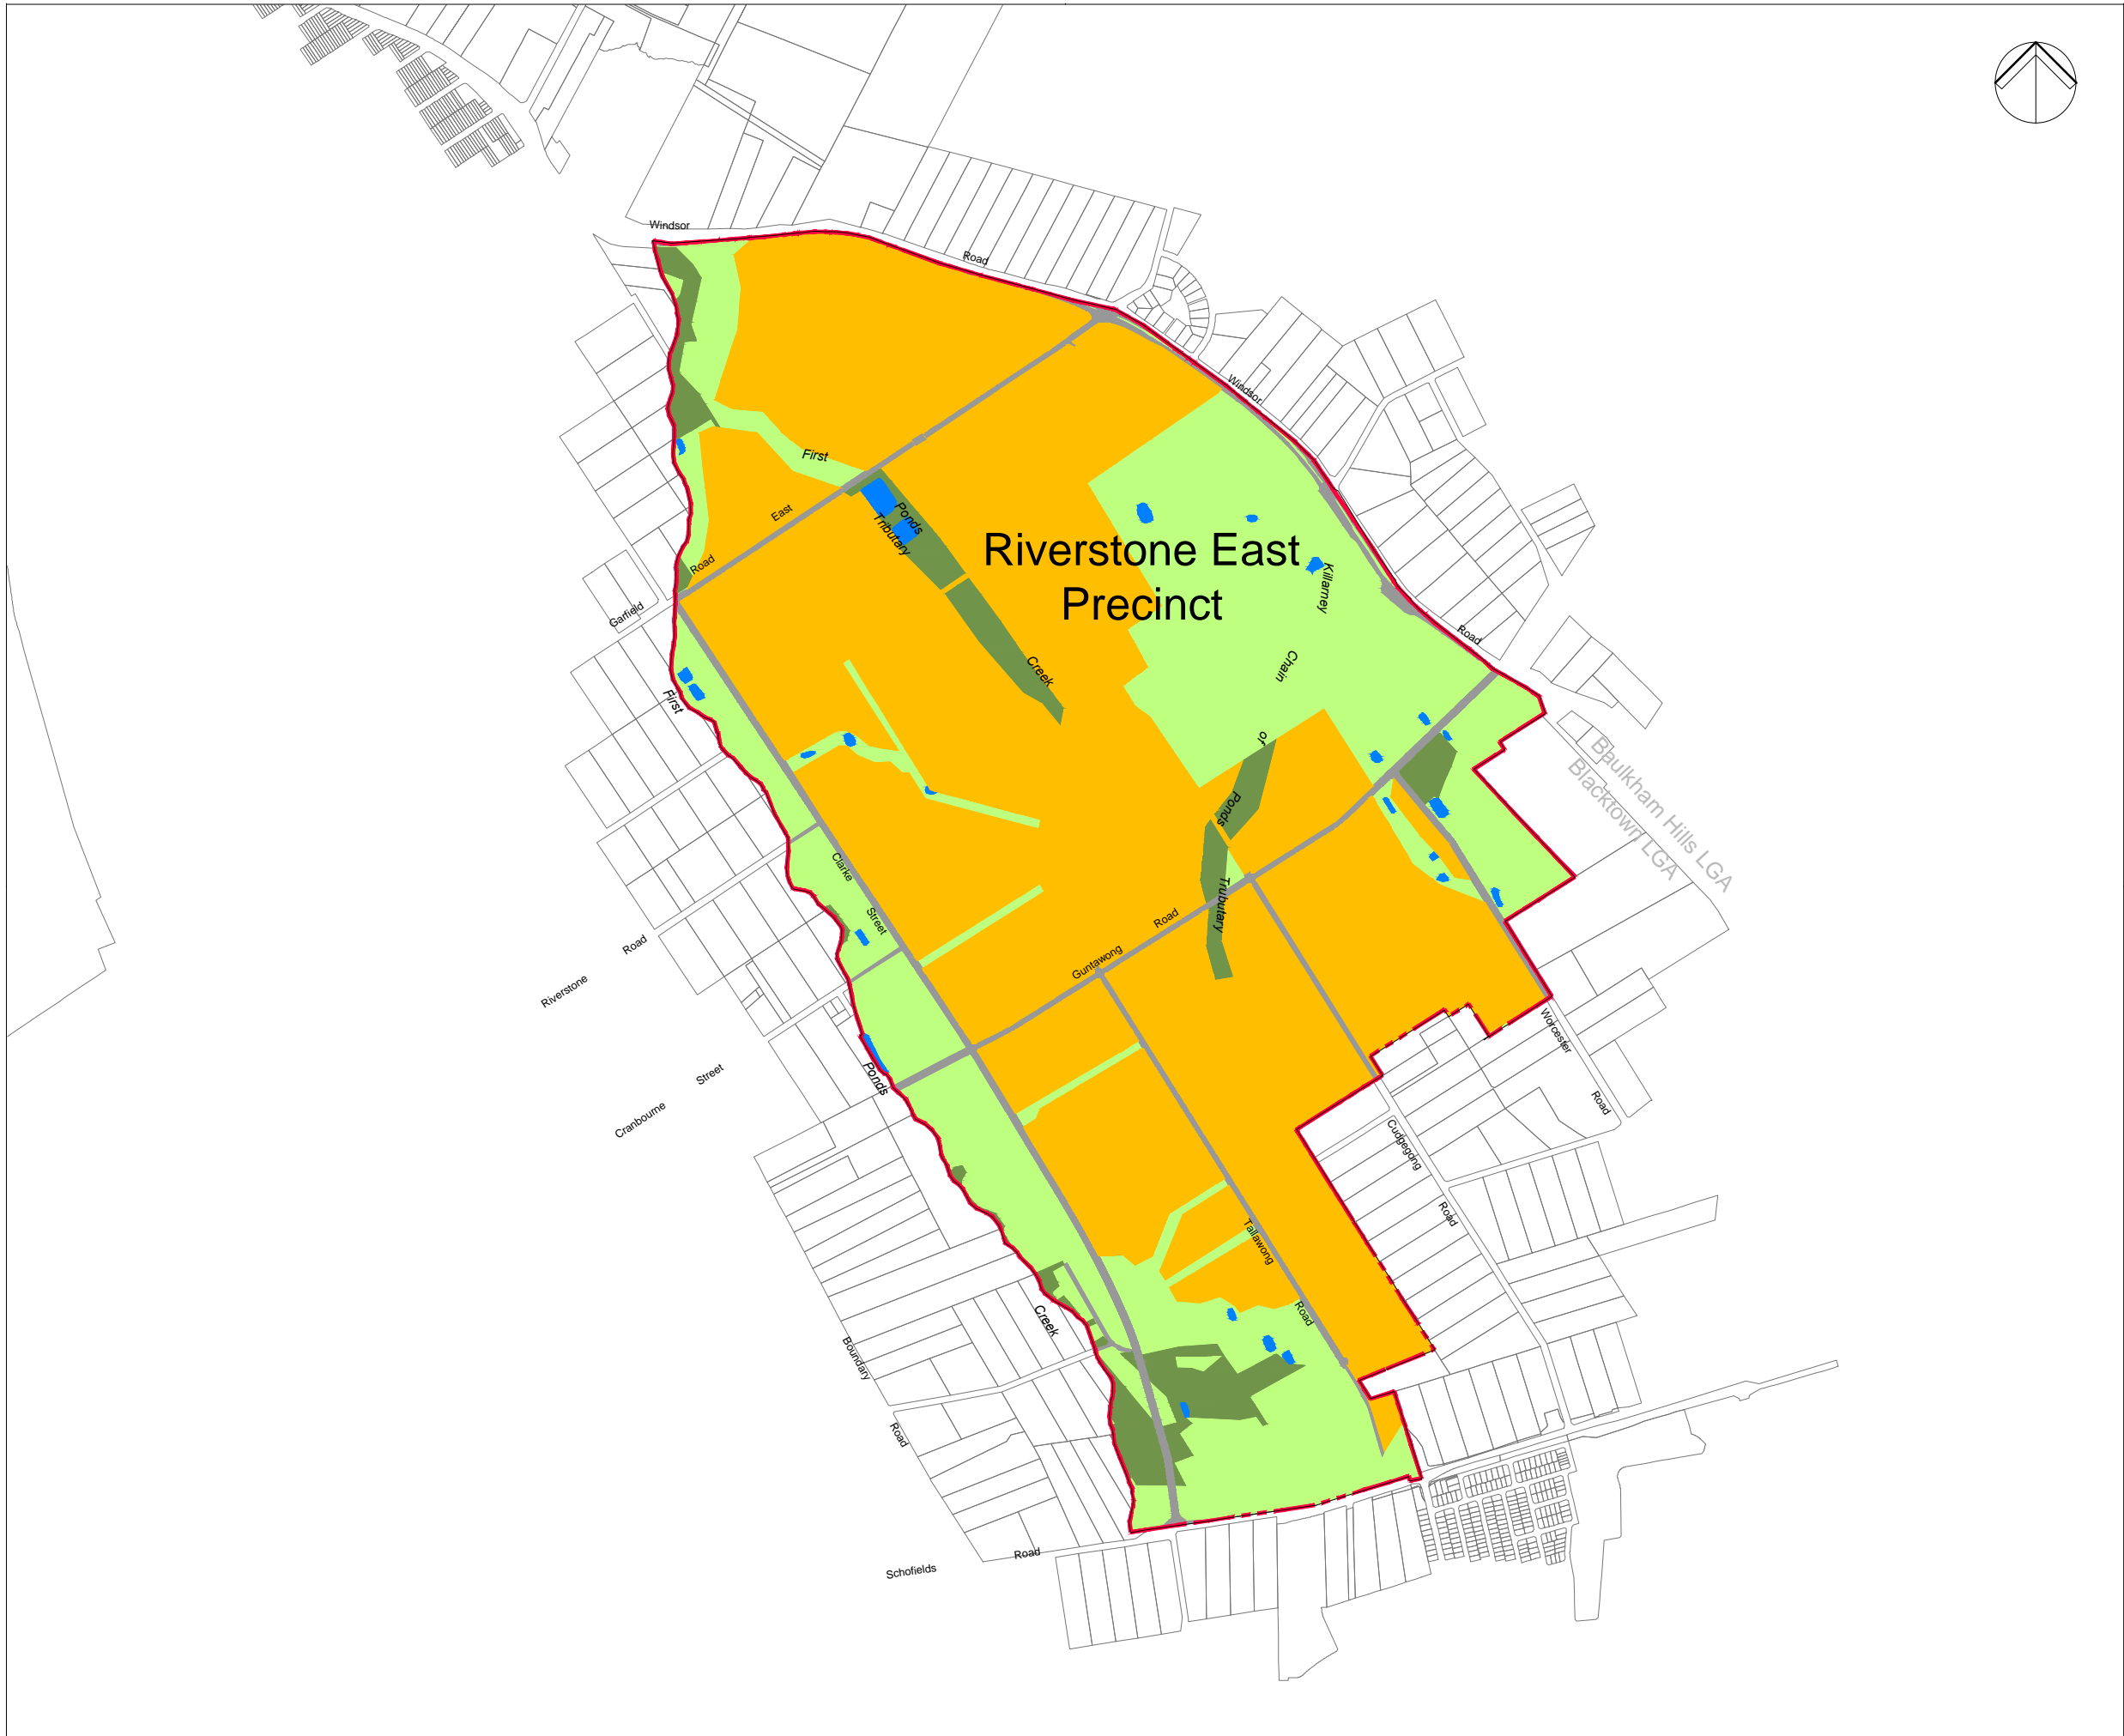 Windsor
Road
Windsor
First
East
Ponds
Tributary
Riverstone East
Precinct
Road
Killarney
Garfield
Road
Chain
Creek
First
of
Baulkham Hills LGA
Blacktown LGA
Ponds
Clarke
Street
Trubutary
Road
Road
Guntawong
Riverstone
Worcester
Ponds
Street
Road
Cranbourne
Cudgegong
Road
Tallawong
Road
Creek
Boundary
Road
Road
Schofields